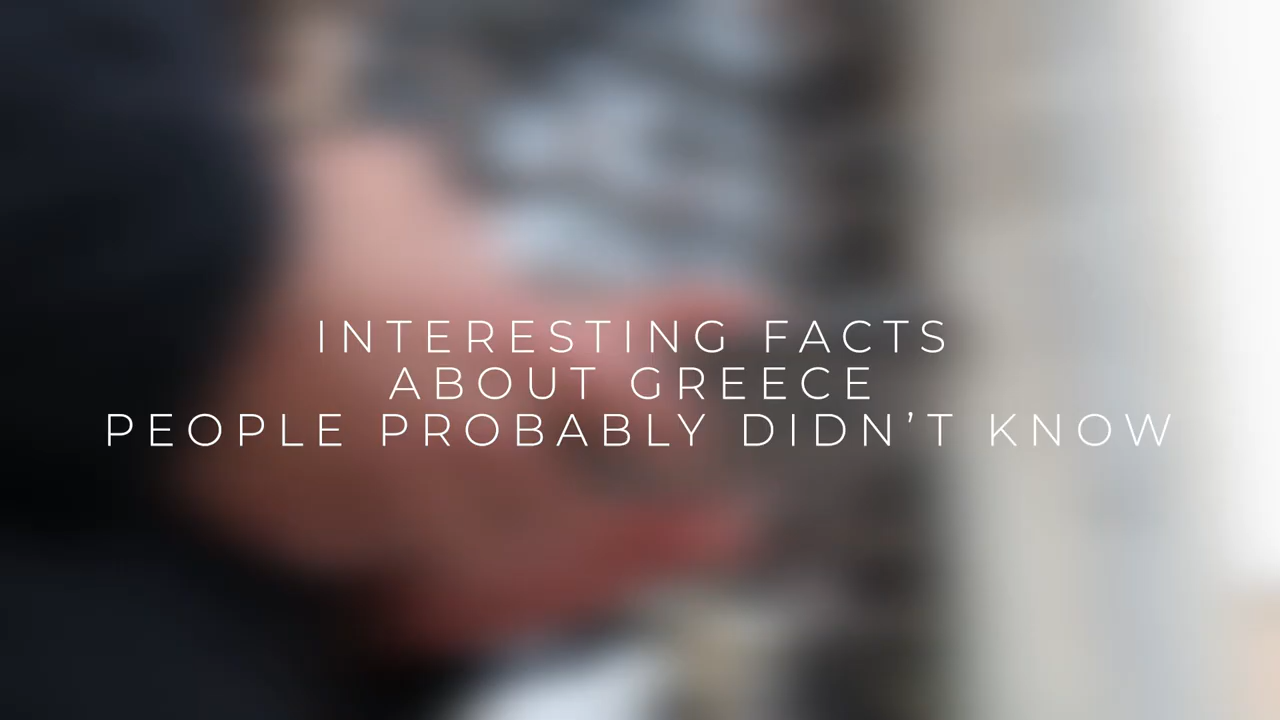 INTERESTING FACTS
ABOUT GREECE
PEOPLE PROBABLY DIDN’T KNOW